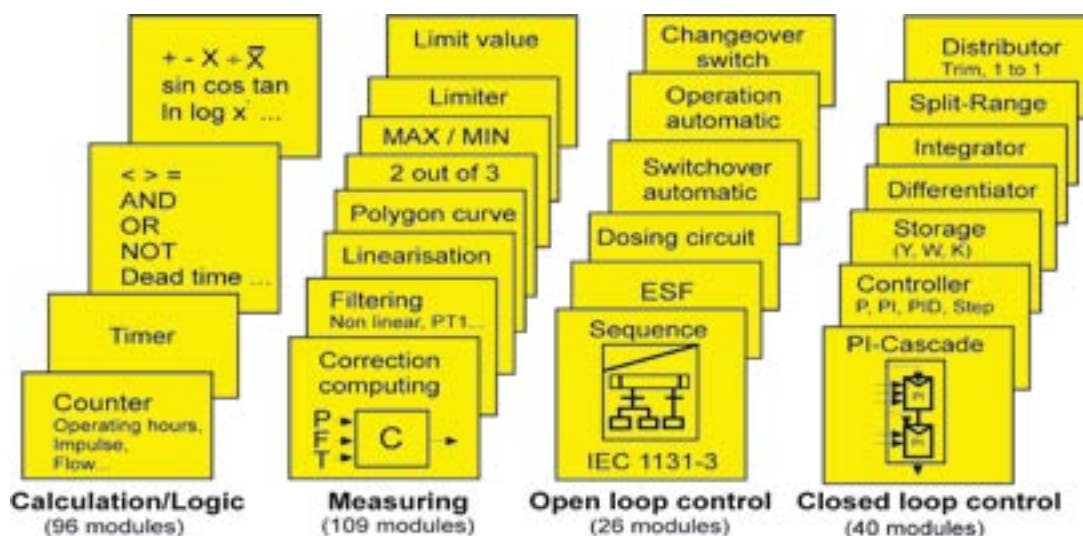 + - X ÷ X̅
sin cos tan
ln log x' ...
< > =
AND
OR
NOT
Dead time ...
Timer
Counter
Operating hours,
Impulse,
Flow...
Calculation/Logic
(96 modules)
Limit value
Limiter
MAX / MIN
2 out of 3
Polygon curve
Linearisation
Filtering
Non linear, PT1...
Correction
computing
P
F
T
C
Measuring
(109 modules)
Changeover
switch
Operation
automatic
Switchover
automatic
Dosing circuit
ESF
Sequence
IEC 1131-3
Open loop control
(26 modules)
Distributor
Trim, 1 to 1
Split-Range
Integrator
Differentiator
Storage
(Y, W, K)
Controller
P, PI, PID, Step
PI-Cascade
PI
PI
Closed loop control
(40 modules)